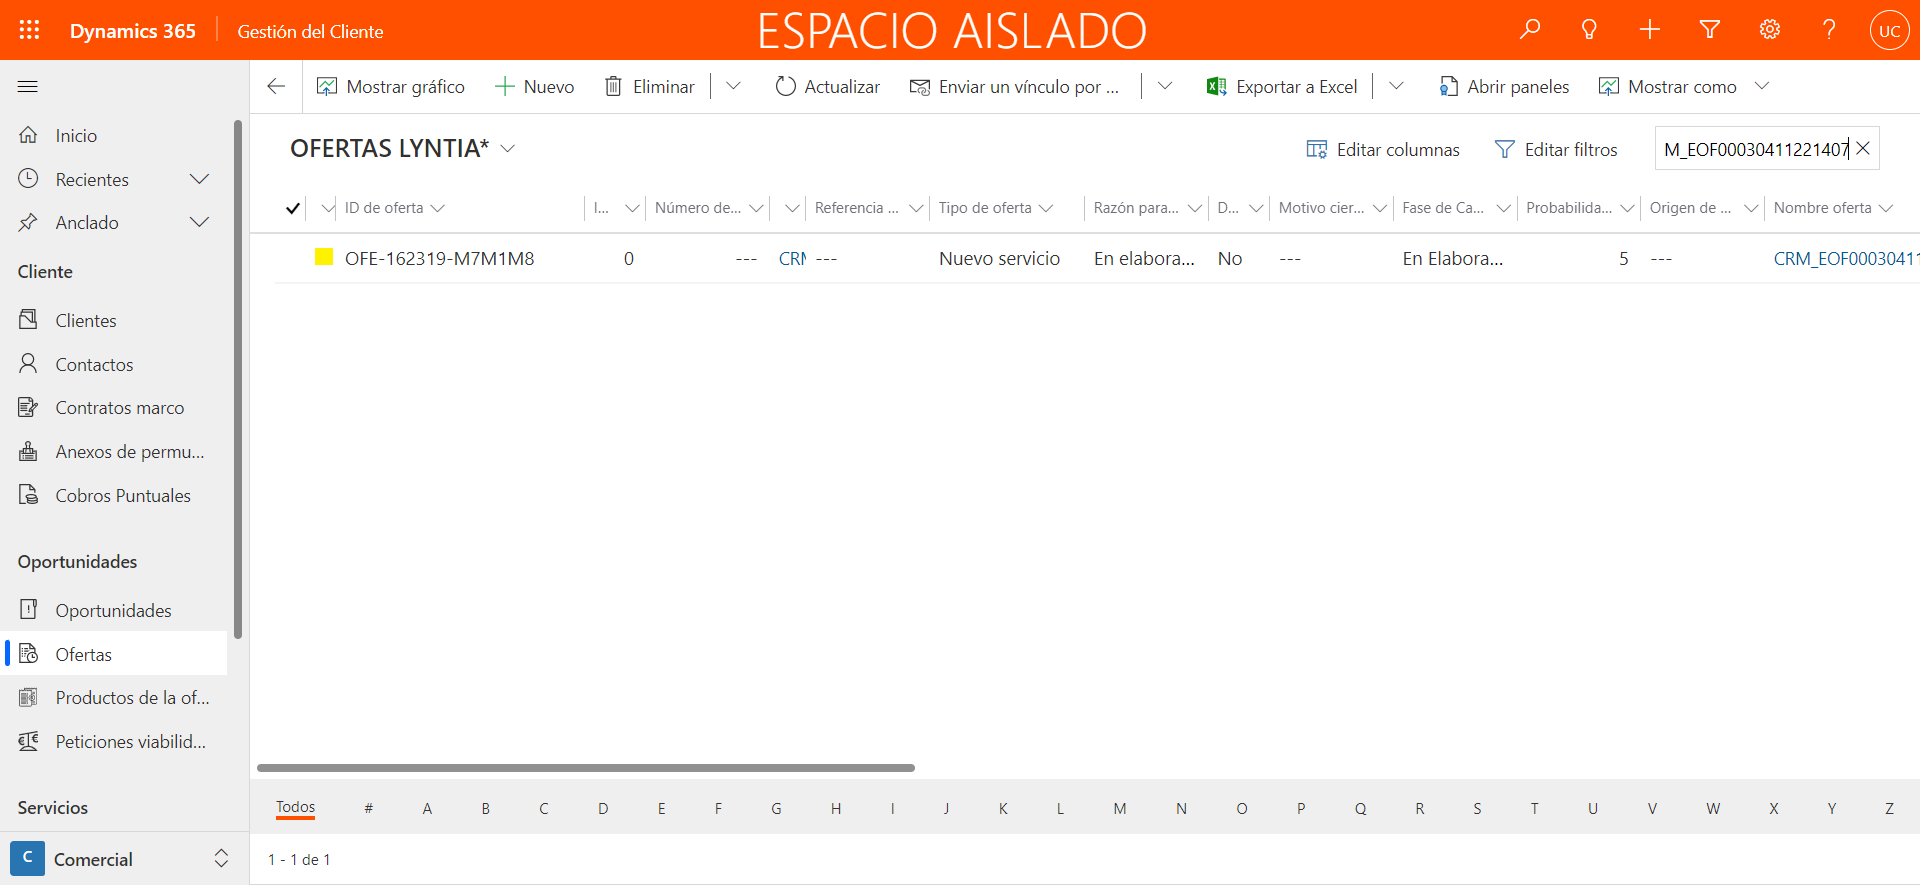 Dynamics 365
Gestión del Cliente
ESPACIO AISLADO
UC
Mostrar gráfico
Nuevo
Eliminar
Actualizar
Enviar un vínculo por ...
Exportar a Excel
Abrir paneles
Mostrar como
Inicio
Recientes
Anclado
Cliente
Clientes
Contactos
Contratos marco
Anexos de permu...
Cobros Puntuales
Oportunidades
Oportunidades
Ofertas
Productos de la of...
Peticiones viabilid...
Servicios
C
Comercial
OFERTAS LYNTIA*
Editar columnas
Editar filtros
M_EOF00030411221407
ID de oferta
I...
Número de...
Referencia ...
Tipo de oferta
Razón para...
D...
Motivo cier...
Fase de Ca...
Probabilida...
Origen de ...
Nombre oferta
OFE-162319-M7M1M8
0
---
CRM
---
Nuevo servicio
En elabora...
No
---
En Elabora...
5
---
CRM_EOF00030411
Todos # A B C D E F G H I J K L M N O P Q R S T U V W X Y Z
1 - 1 de 1